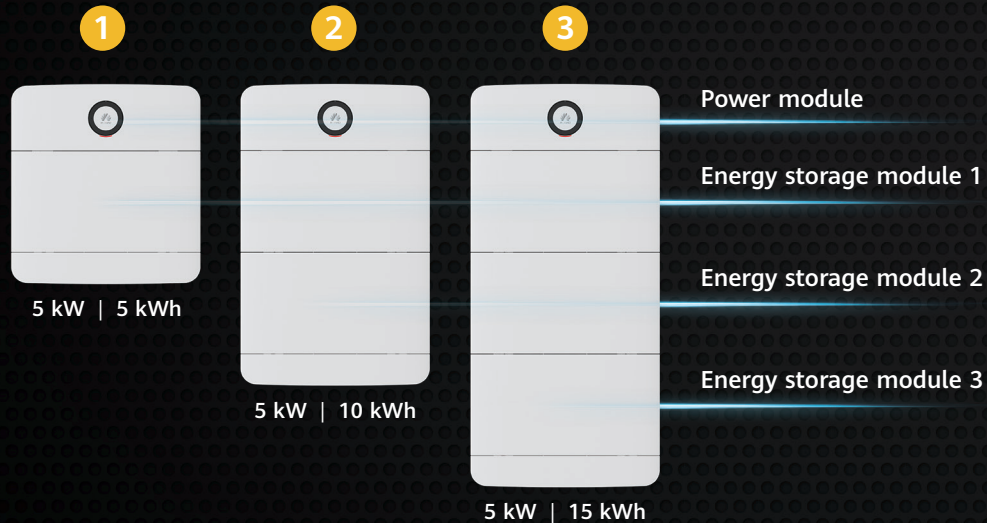 1
2
3
Power module
Energy storage module 1
Energy storage module 2
Energy storage module 3
5 kW | 5 kWh
5 kW | 10 kWh
5 kW | 15 kWh